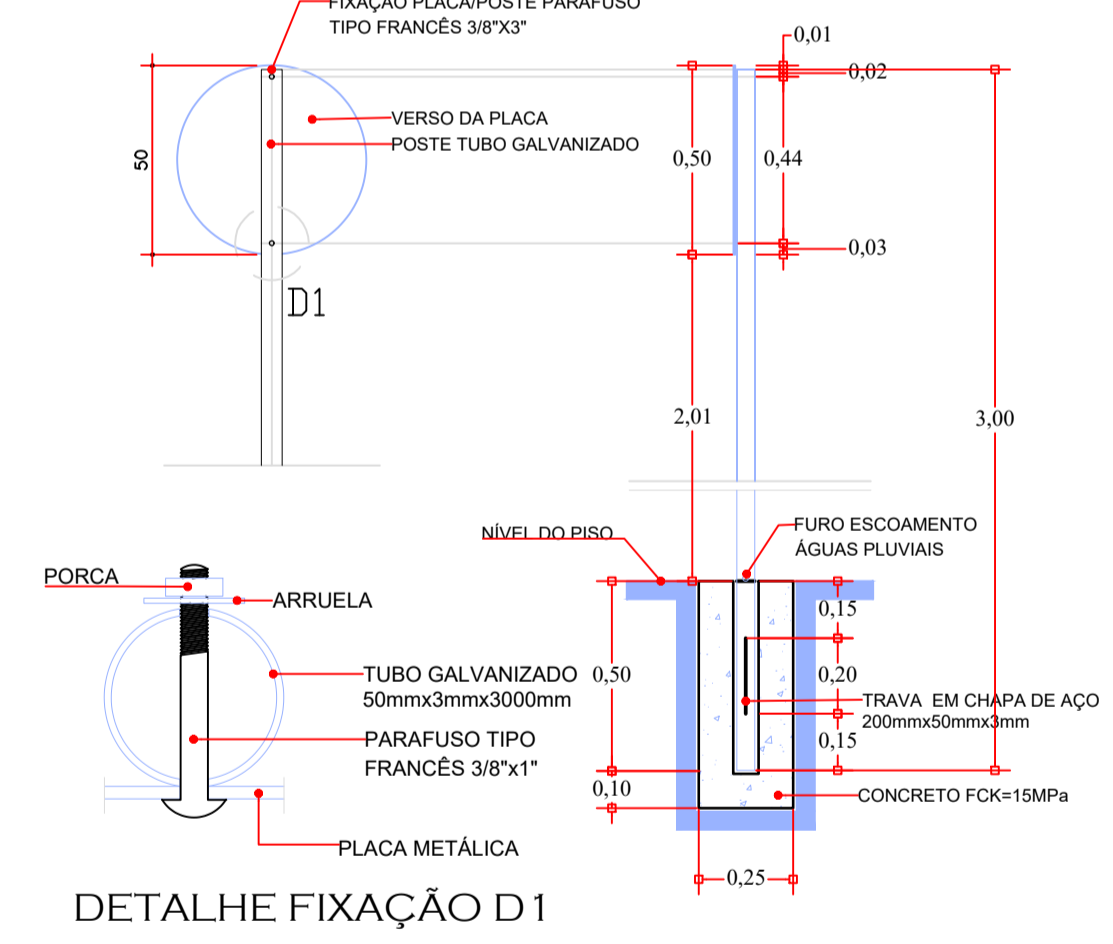 FIXAÇÃO PLACA/POSTE PARAFUSO
TIPO FRANCÊS 3/8"X3"
0,01
0,02
VERSO DA PLACA
POSTE TUBO GALVANIZADO
50
0,50
0,44
0,03
D1
2,01
3,00
NÍVEL DO PISO
FURO ESCOAMENTO
ÁGUAS PLUVIAIS
PORCA
ARRUELA
0,15
TUBO GALVANIZADO
50mmx3mmx3000mm
0,50
0,20
TRAVA EM CHAPA DE AÇO
200mmx50mmx3mm
PARAFUSO TIPO
FRANCÊS 3/8"x1"
0,15
0,10
CONCRETO FCK=15MPa
PLACA METÁLICA
0,25
DETALHE FIXAÇÃO D1